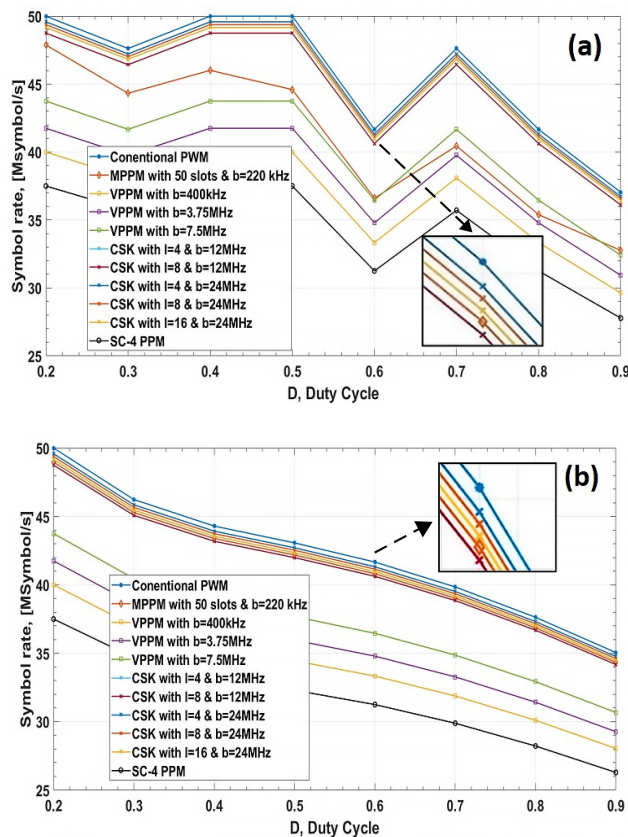 (a)
50
45
40
35
30
25
Symbol rate, [Msymbol/s]
Conentional PWM
MPPM with 50 slots & b=220 kHz
VPPM with b=400kHz
VPPM with b=3.75MHz
VPPM with b=7.5MHz
CSK with l=4 & b=12MHz
CSK with l=8 & b=12MHz
CSK with l=4 & b=24MHz
CSK with l=8 & b=24MHz
CSK with l=16 & b=24MHz
SC-4 PPM
0.2 0.3 0.4 0.5 0.6 0.7 0.8 0.9
D, Duty Cycle
(b)
50
45
40
35
30
25
Symbol rate, [MSymbol/s]
Conentional PWM
MPPM with 50 slots & b=220 kHz
VPPM with b=400kHz
VPPM with b=3.75MHz
VPPM with b=7.5MHz
CSK with l=4 & b=12MHz
CSK with l=8 & b=12MHz
CSK with l=4 & b=24MHz
CSK with l=8 & b=24MHz
CSK with l=16 & b=24MHz
SC-4 PPM
0.2 0.3 0.4 0.5 0.6 0.7 0.8 0.9
D, Duty Cycle